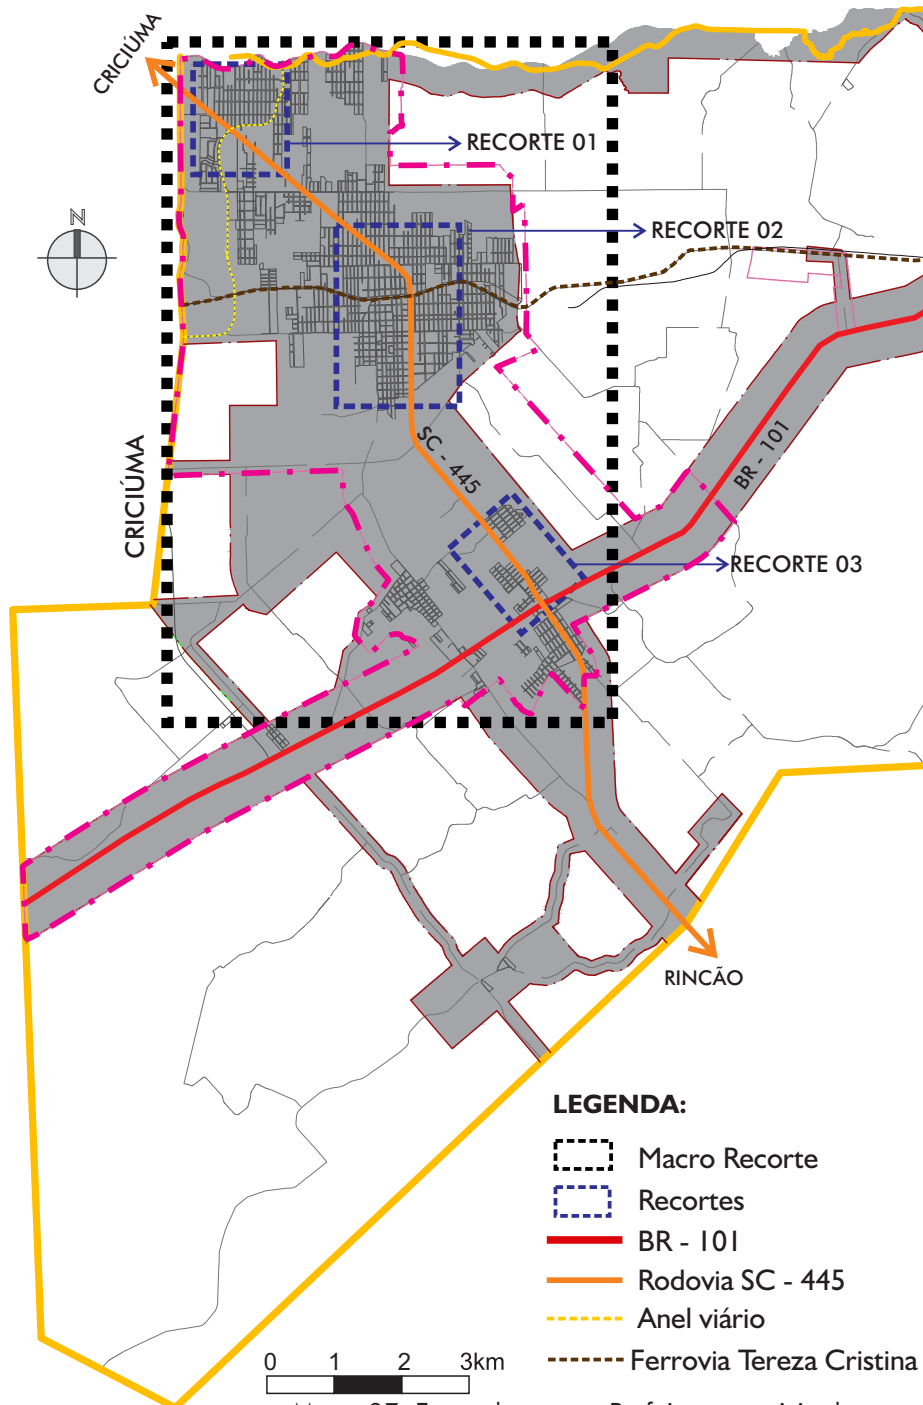 CRICIÚMA
RECORTE 01
N
RECORTE 02
SC - 445
BR - 101
CRICIÚMA
RECORTE 03
RINCÃO
LEGENDA:
Macro Recorte
Recortes
BR - 101
Rodovia SC - 445
Anel viário
Ferrovia Tereza Cristina
0 1 2 3km